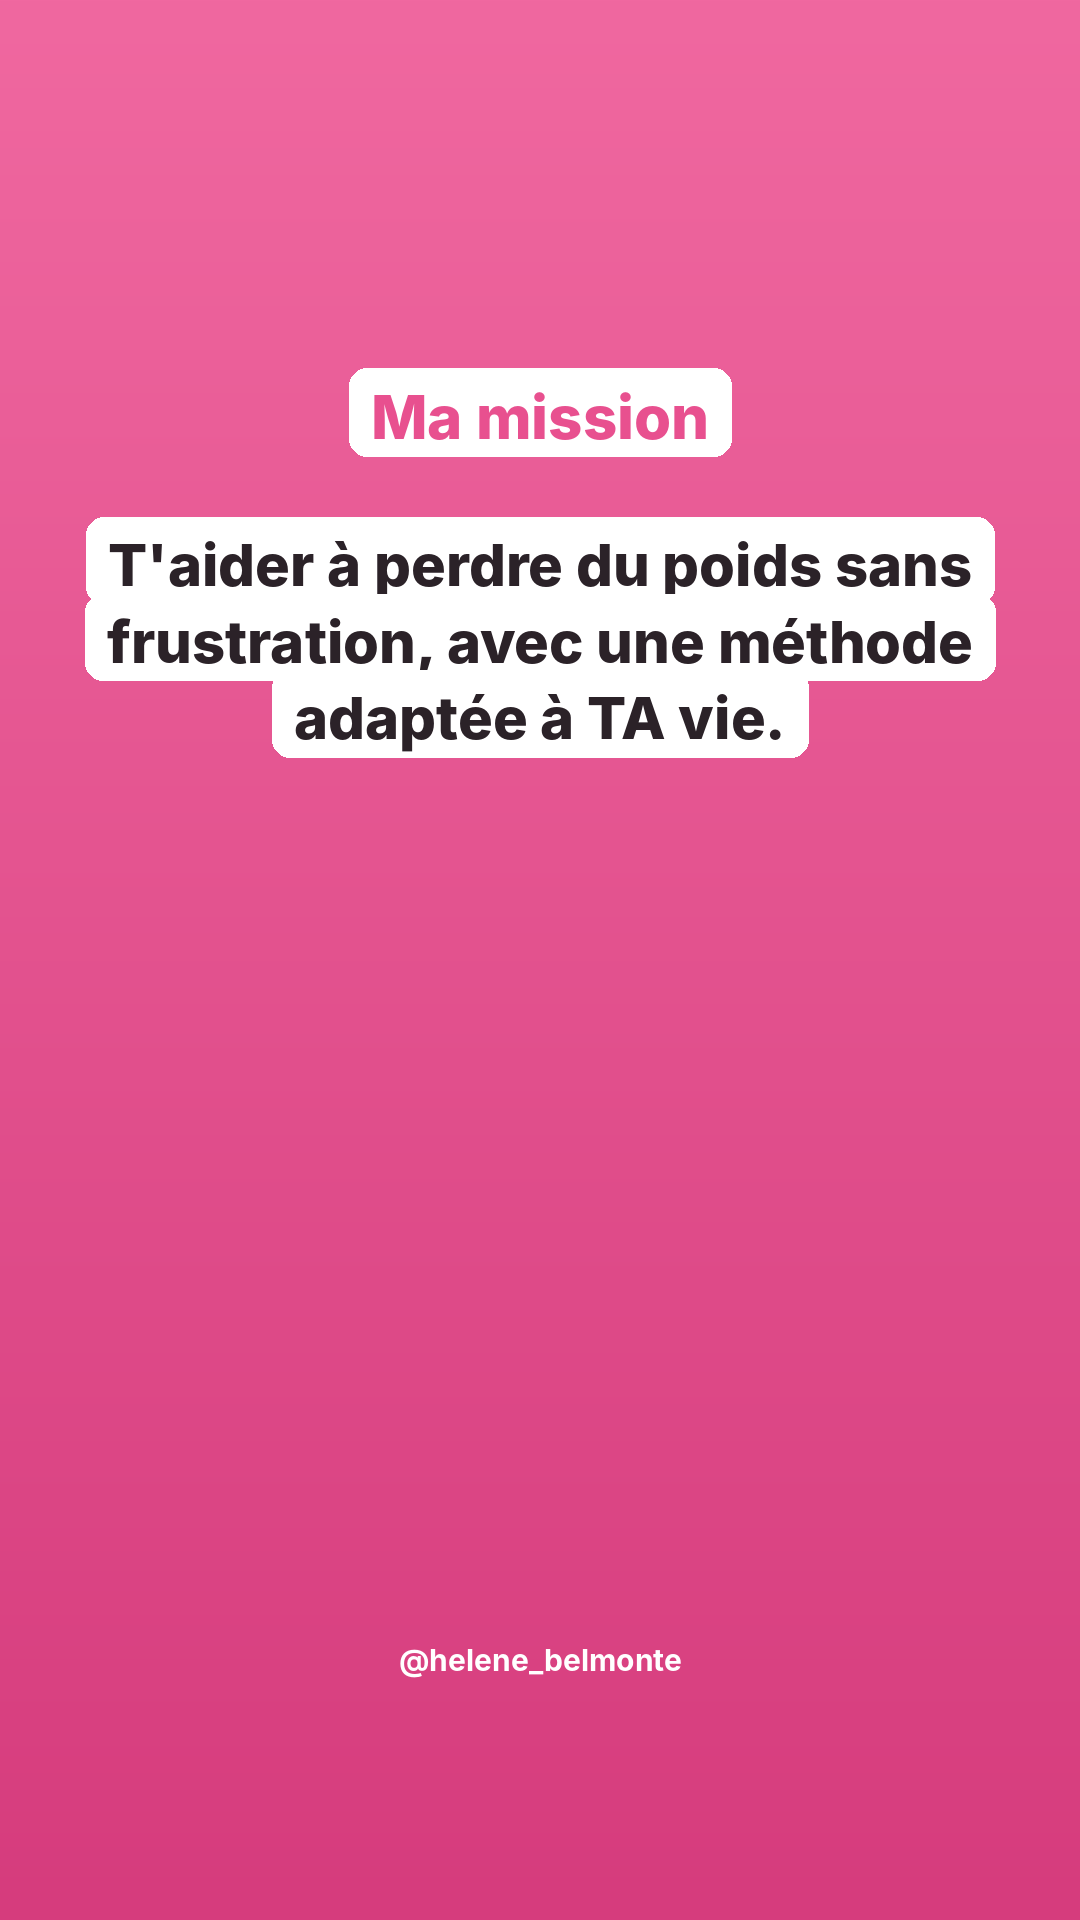 Ma mission
T'aider à perdre du poids sans
frustration, avec une méthode
adaptée à TA vie.
@helene_belmonte